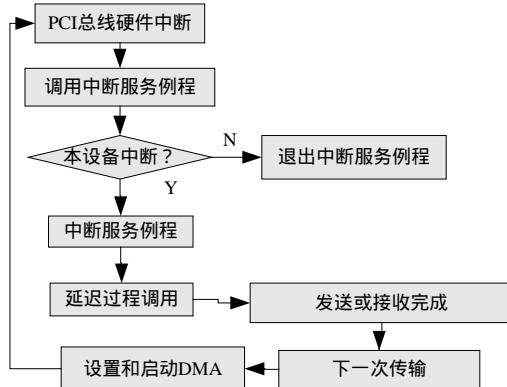 PCI总线硬件中断
调用中断服务例程
本设备中断？
N
退出中断服务例程
Y
中断服务例程
延迟过程调用
发送或接收完成
设置和启动DMA
下一次传输